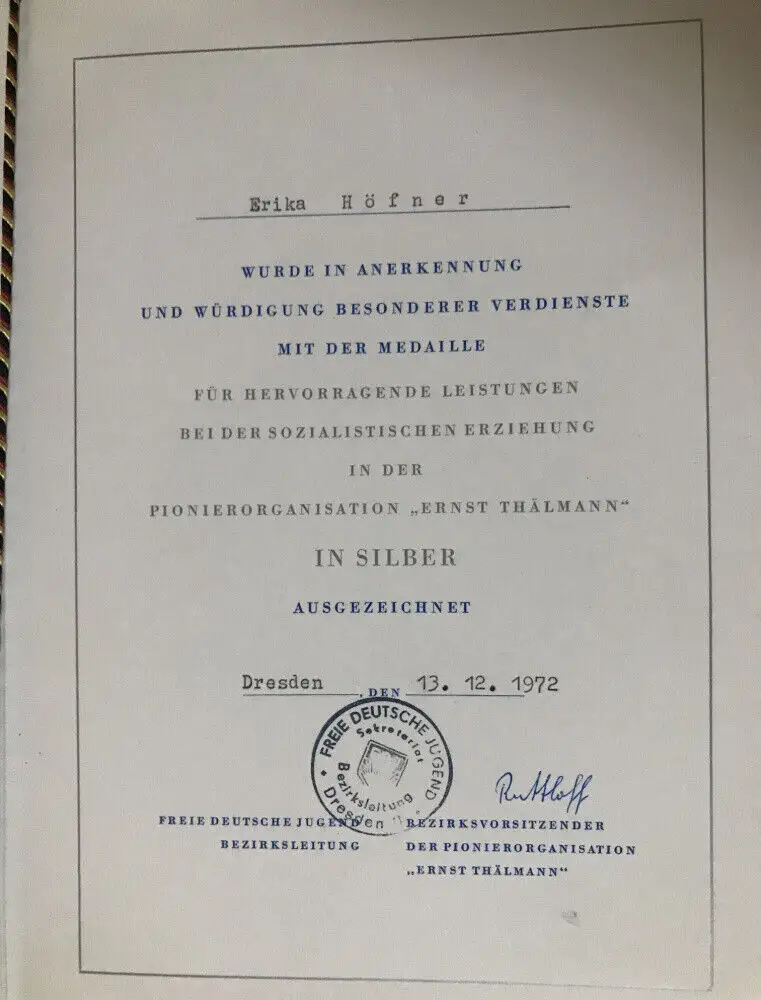 Erika Höfner
WURDE IN ANERKENNUNG
UND WÜRDIGUNG BESONDERER VERDIENSTE
MIT DER MEDAILLE
FÜR HERVORRAGENDE LEISTUNGEN
BEI DER SOZIALISTISCHEN ERZIEHUNG
IN DER
PIONIERORGANISATION „ERNST THÄLMANN“
IN SILBER
AUSGEZEICHNET
Dresden, DEN 13. 12. 1972
FREIE DEUTSCHE JUGEND
Sekretariat
Bezirksleitung
Dresden
Ruttloff
FREIE DEUTSCHE JUGEND
BEZIRKSLEITUNG
BEZIRKSVORSITZENDER
DER PIONIERORGANISATION
„ERNST THÄLMANN“